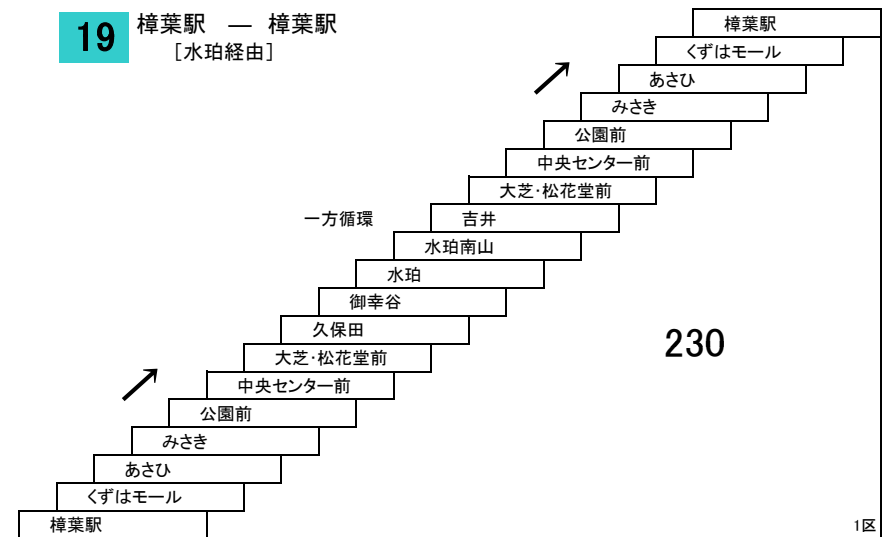 19
樟葉駅 ― 樟葉駅
［水珀経由］
樟葉駅
くずはモール
あさひ
みさき
公園前
中央センター前
大芝・松花堂前
一方循環
吉井
水珀南山
水珀
御幸谷
久保田
230
大芝・松花堂前
中央センター前
公園前
みさき
あさひ
くずはモール
樟葉駅
1区